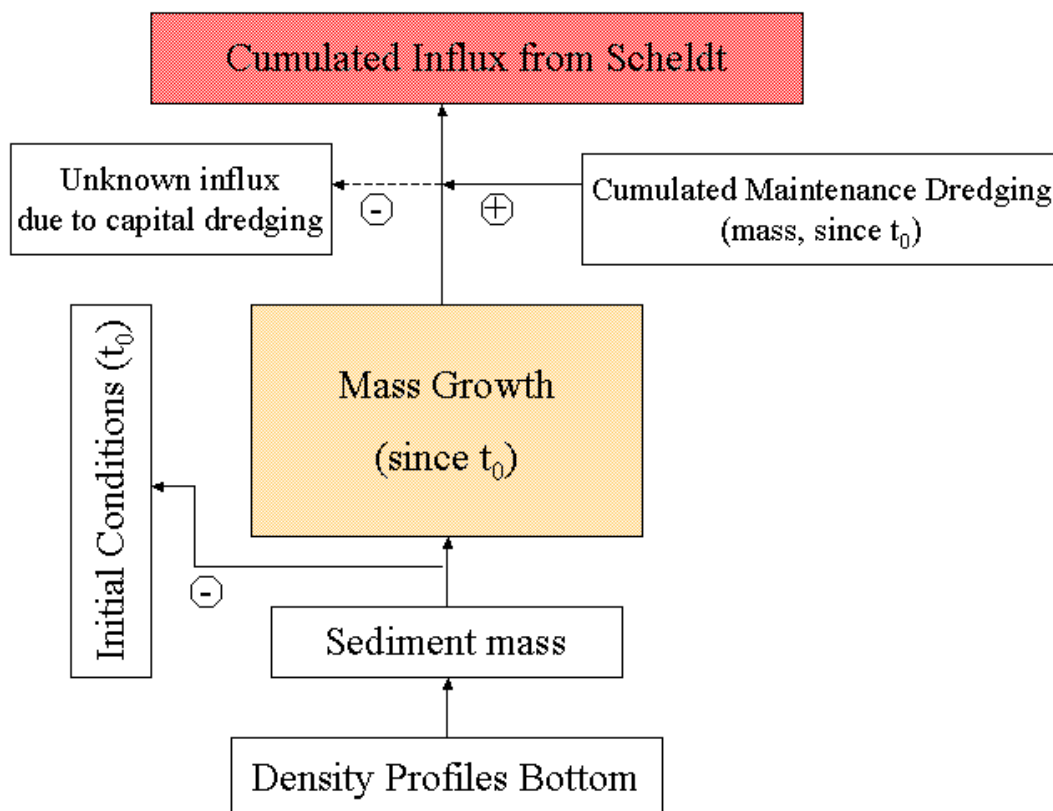 Cumulated Influx from Scheldt
Unknown influx
due to capital dredging
-
+
Cumulated Maintenance Dredging
(mass, since t₀)
Initial Conditions (t₀)
Mass Growth
(since t₀)
-
Sediment mass
Density Profiles Bottom